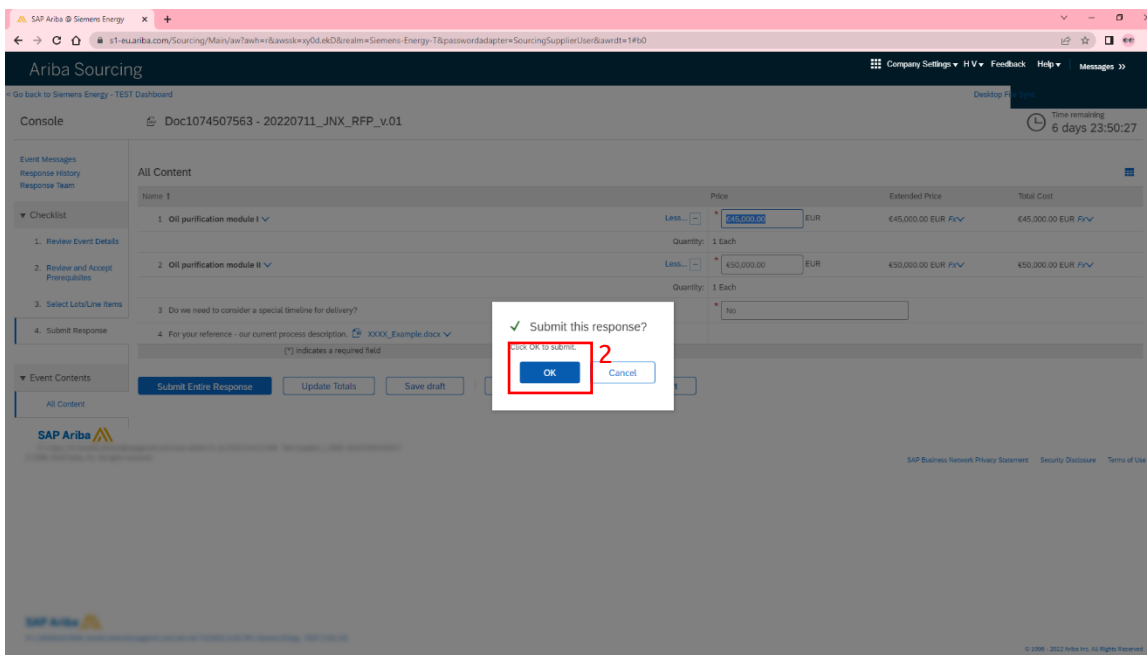 SAP Ariba @ Siemens Energy
s1-eu.ariba.com/Sourcing/Main/aw?awh=r&awssk=xy0d.ekD&realm=Siemens-Energy-T&passwordadapter=SourcingSupplierUser&awrdt=1#b0
Ariba Sourcing
Company Settings
H V
Feedback
Help
Messages >>
< Go back to Siemens Energy - TEST Dashboard
Desktop
Console
Doc1074507563 - 20220711_JNX_RFP_v.01
Time remaining
6 days 23:50:27
Event Messages
Response History
Response Team
All Content
Name ↑
Price
Extended Price
Total Cost
▼ Checklist
1 Oil purification module I
Less... −
* €45,000.00 EUR
€45,000.00 EUR Fx
€45,000.00 EUR Fx
1. Review Event Details
Quantity: 1 Each
2. Review and Accept
Prerequisites
2 Oil purification module II
Less... −
* €50,000.00 EUR
€50,000.00 EUR Fx
€50,000.00 EUR Fx
Quantity: 1 Each
3. Select Lots/Line Items
3 Do we need to consider a special timeline for delivery?
* No
4. Submit Response
4 For your reference - our current process description.
XXXX_Example.docx
(*) indicates a required field
✓ Submit this response?
Click OK to submit.
2
OK
Cancel
▼ Event Contents
All Content
Submit Entire Response
Update Totals
Save draft
SAP Ariba
SAP Business Network Privacy Statement
Security Disclosure
Terms of Use
SAP Ariba
© 1996 - 2022 Ariba Inc. All Rights Reserved